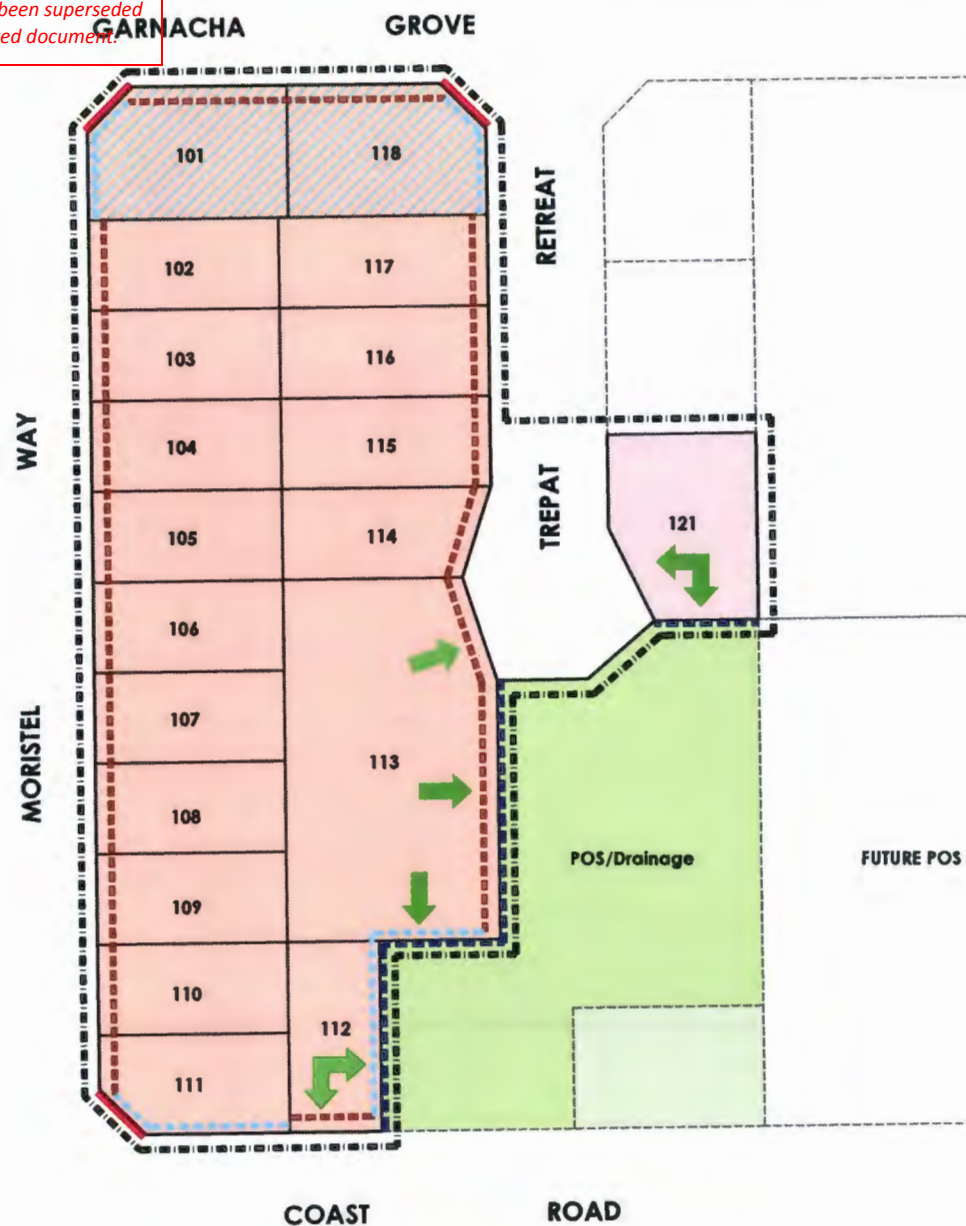 been superseded
ed document.
GARNACHA GROVE
101
118
RETREAT
102
117
103
116
WAY
104
115
TREPAT
105
114
121
106
MORISTEL
107
113
108
POS/Drainage
FUTURE POS
109
110
112
111
COAST ROAD